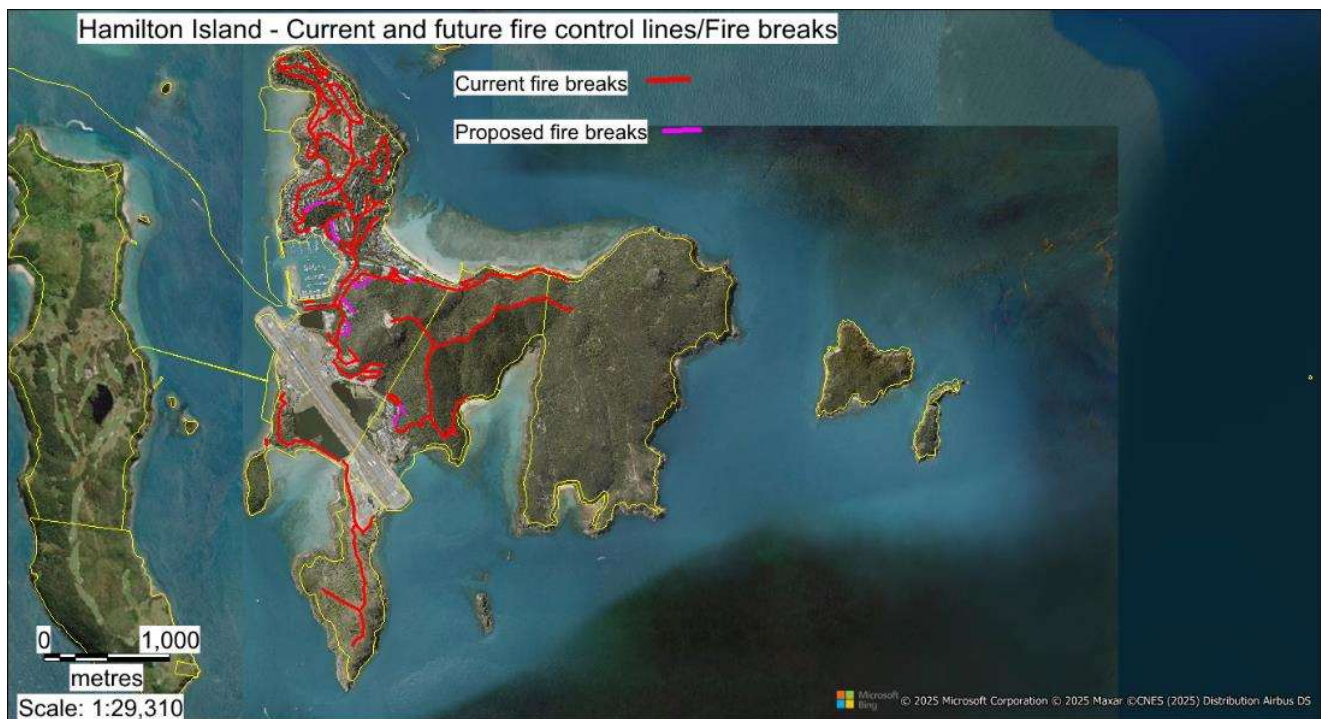 Hamilton Island - Current and future fire control lines/Fire breaks
Current fire breaks
Proposed fire breaks
0 1,000
metres
Scale: 1:29,310
Microsoft Bing © 2025 Microsoft Corporation © 2025 Maxar ©CNES (2025) Distribution Airbus DS